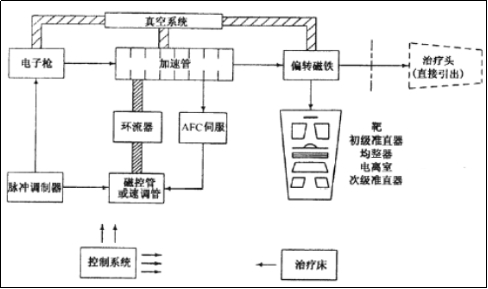 真空系统
电子枪
加速管
偏转磁铁
治疗头
(直接引出)
环流器
AFC伺服
靶
初级准直器
均整器
电离室
次级准直器
脉冲调制器
磁控管
或速调管
控制系统
治疗床